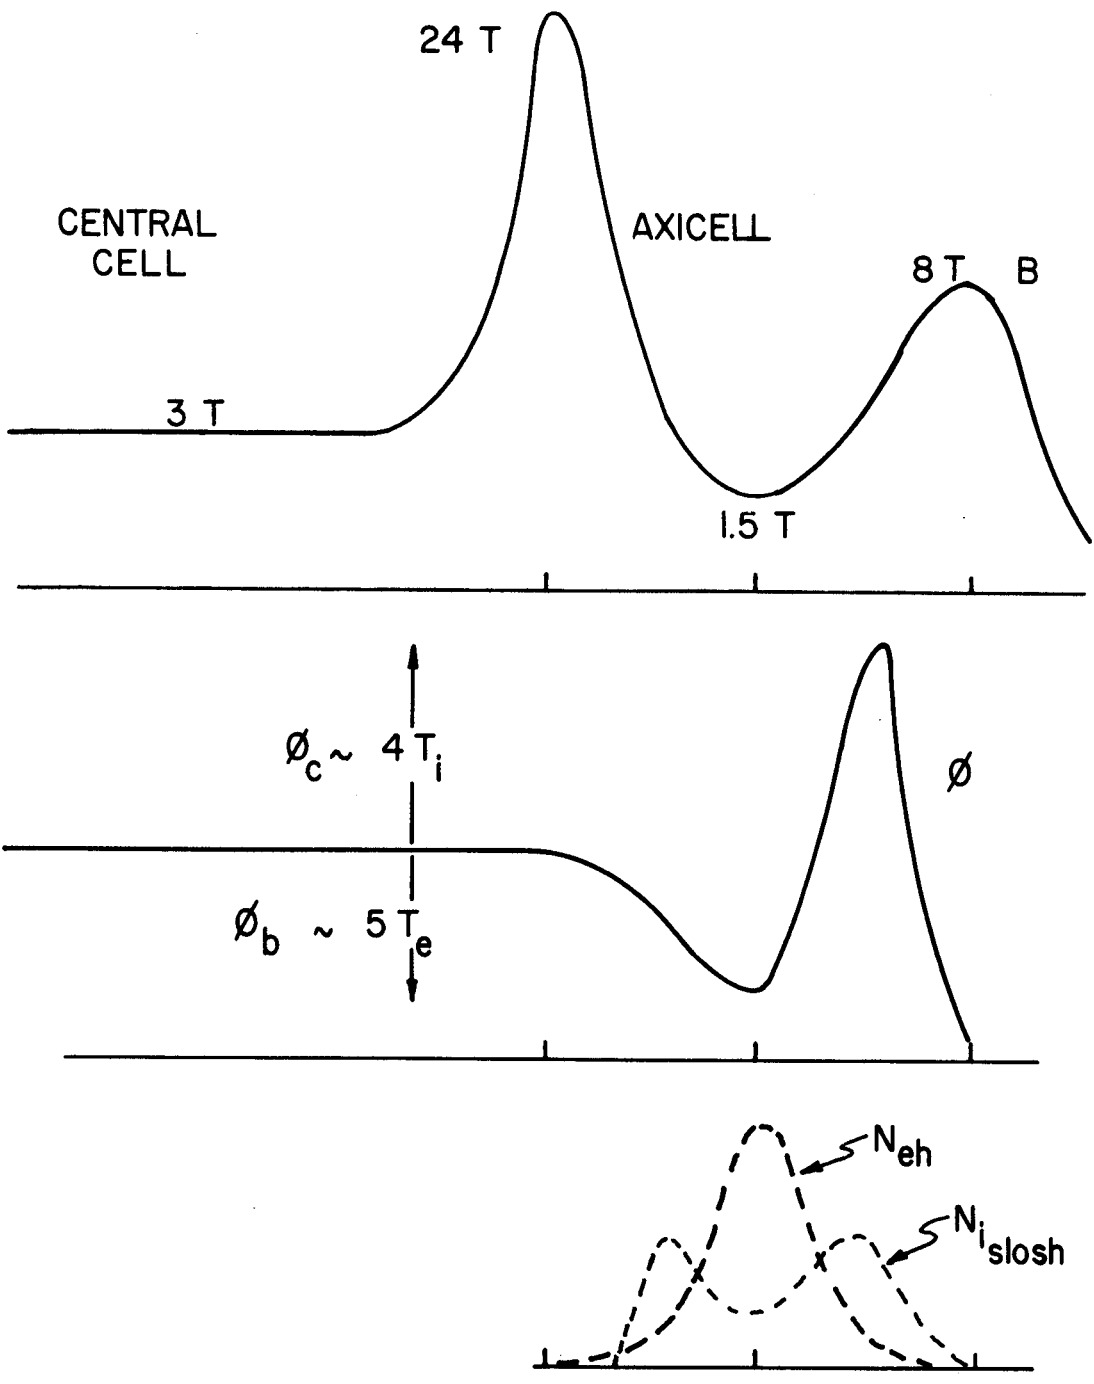 24 T
CENTRAL
CELL
AXICELL
8 T
B
3 T
1.5 T
Øc ~ 4 Ti
Ø
Øb ~ 5 Te
Neh
Ni slosh